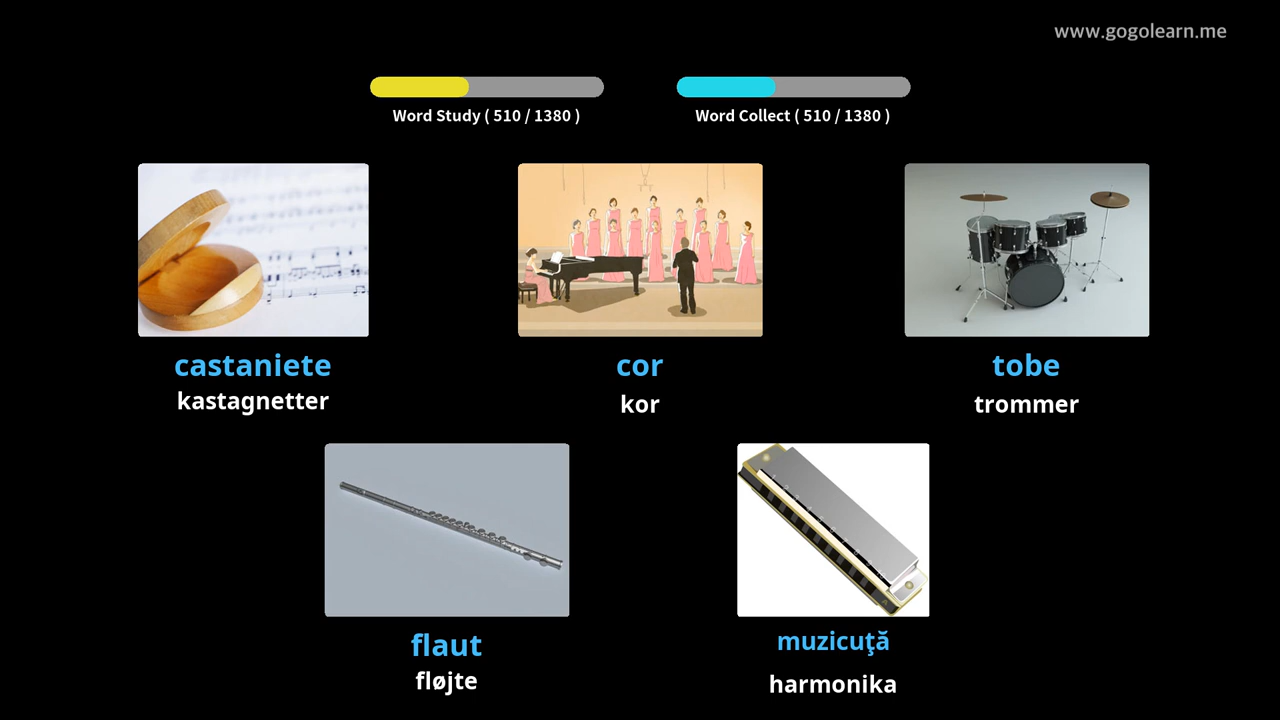 www.gogolearn.me
Word Study ( 510 / 1380 )
Word Collect ( 510 / 1380 )
castaniete
kastagnetter
cor
kor
tobe
trommer
flaut
fløjte
muzicuţă
harmonika